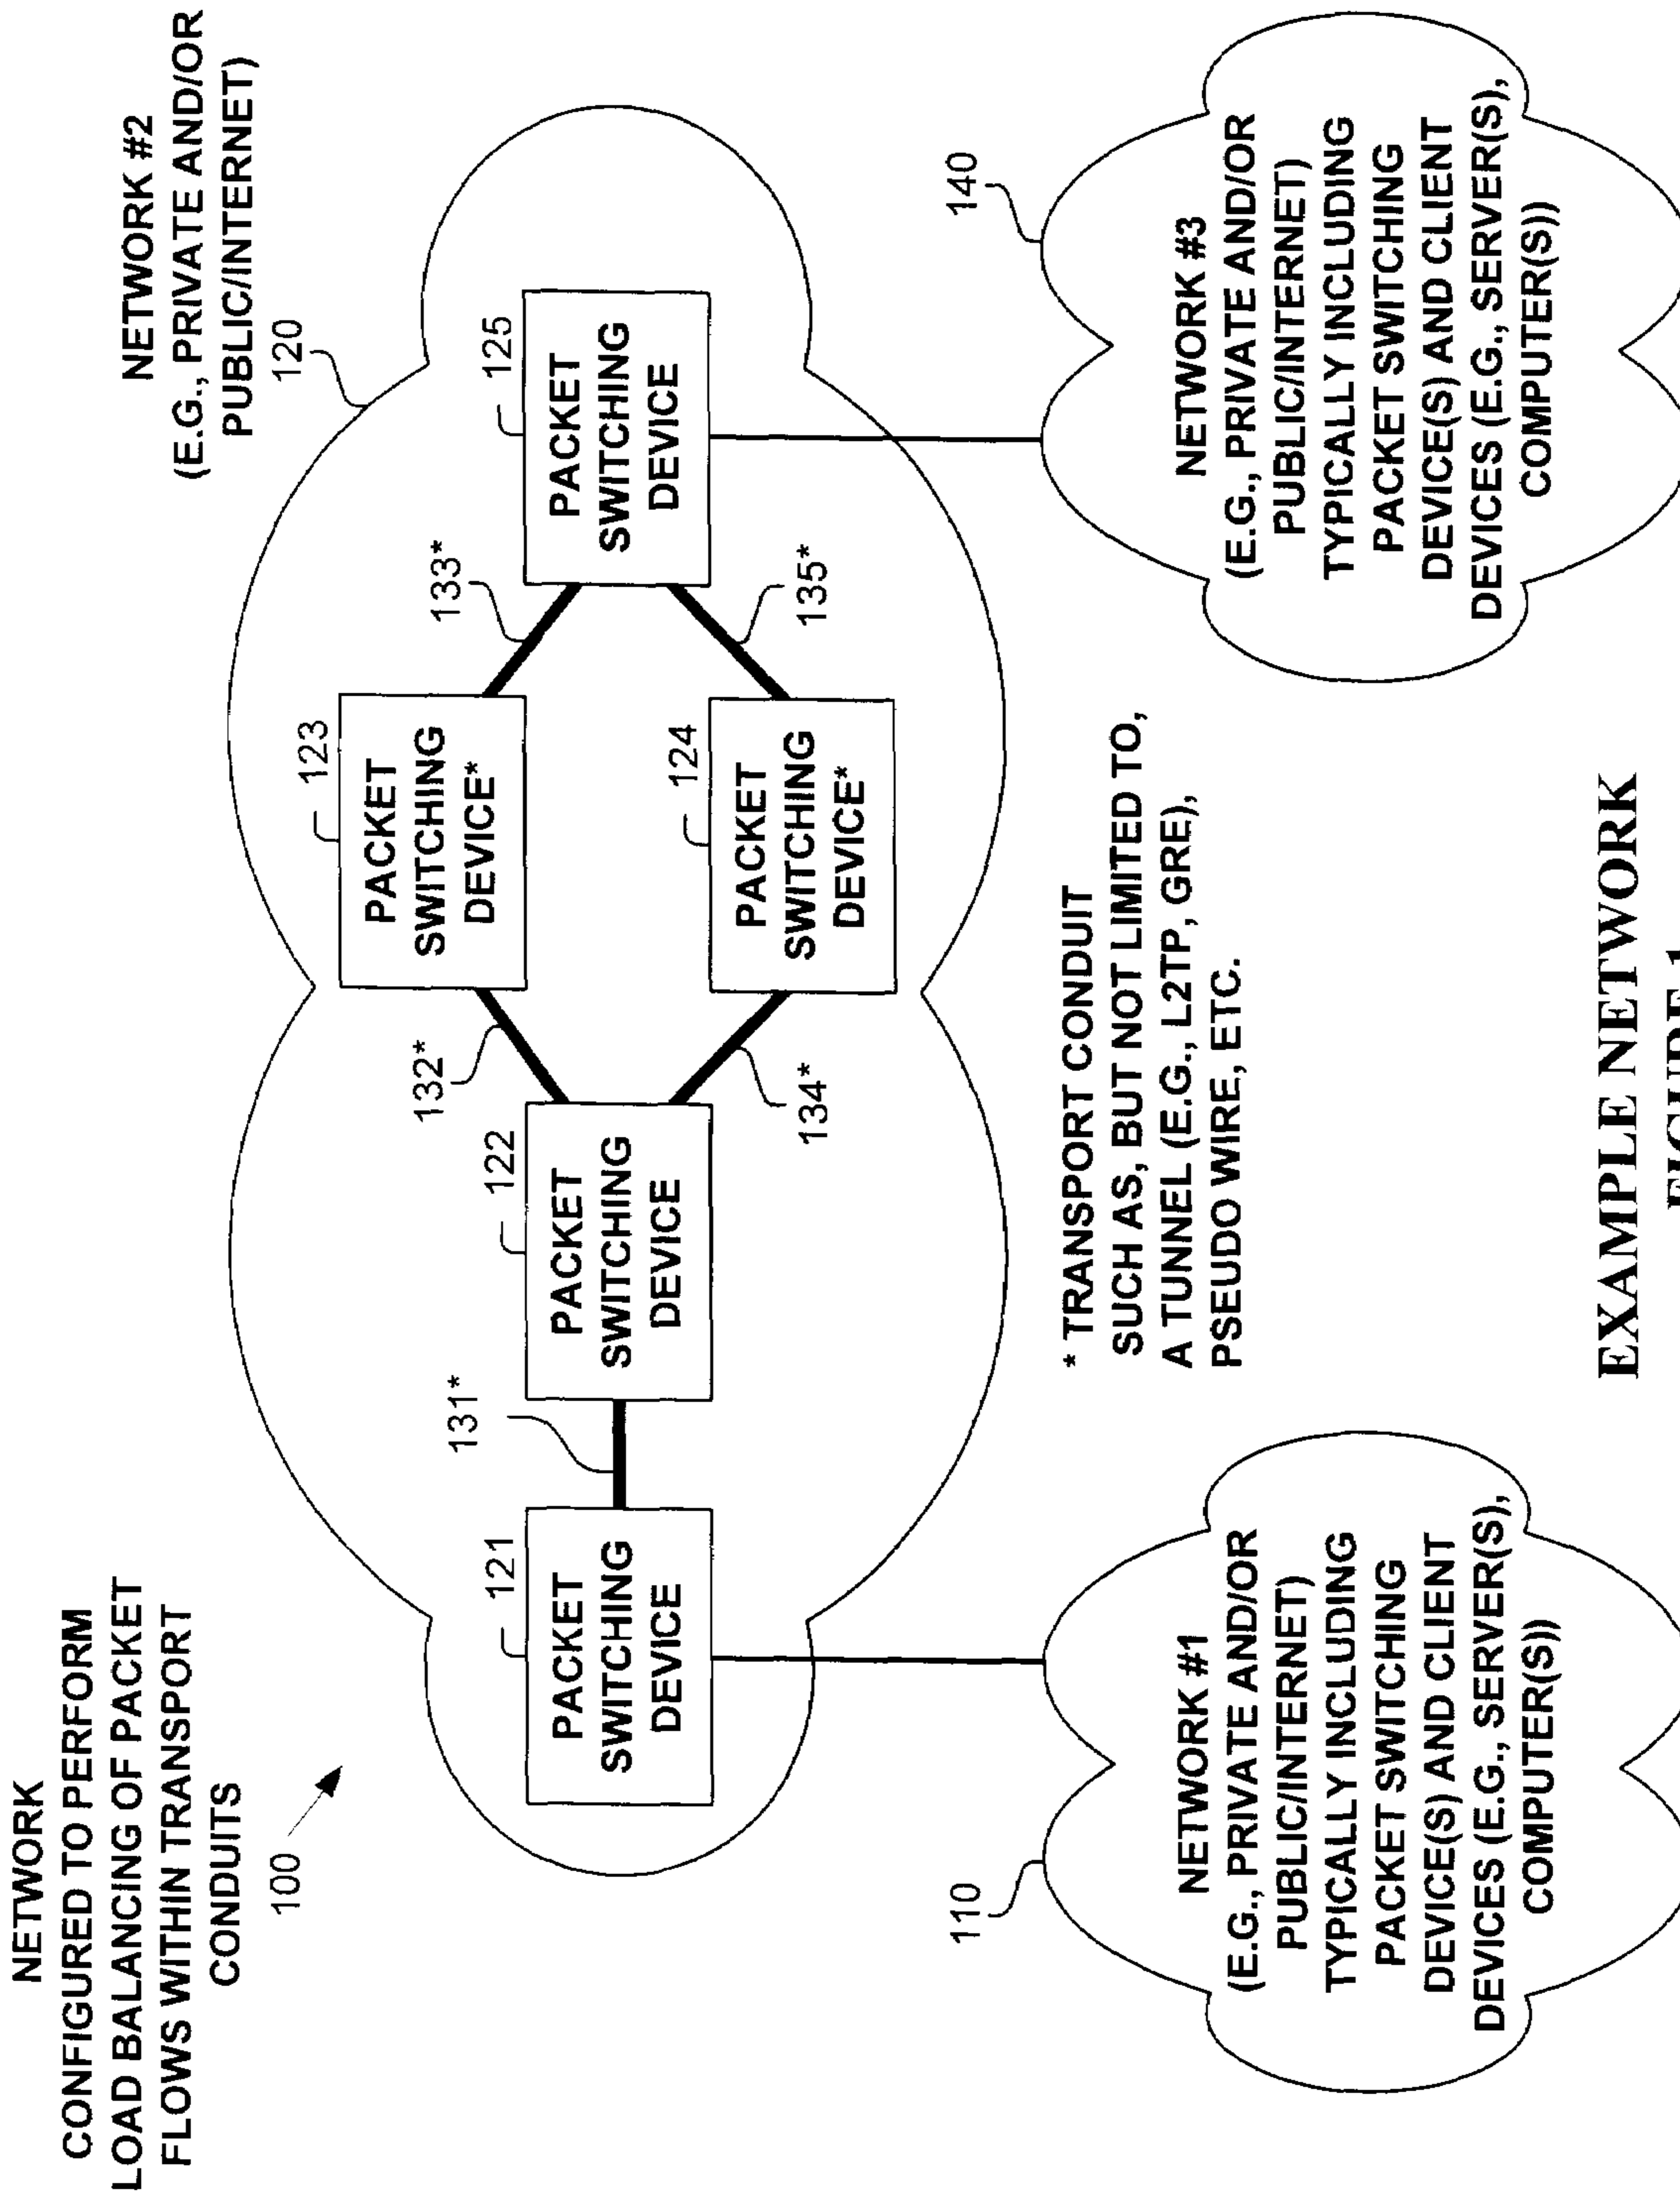 NETWORK
CONFIGURED TO PERFORM
LOAD BALANCING OF PACKET
FLOWS WITHIN TRANSPORT
CONDUITS
100
NETWORK #2
(E.G., PRIVATE AND/OR
PUBLIC/INTERNET)
120
121
PACKET
SWITCHING
DEVICE
131*
122
PACKET
SWITCHING
DEVICE
132*
134*
123
PACKET
SWITCHING
DEVICE*
124
PACKET
SWITCHING
DEVICE*
133*
135*
125
PACKET
SWITCHING
DEVICE
110
NETWORK #1
(E.G., PRIVATE AND/OR
PUBLIC/INTERNET)
TYPICALLY INCLUDING
PACKET SWITCHING
DEVICE(S) AND CLIENT
DEVICES (E.G., SERVER(S),
COMPUTER(S))
* TRANSPORT CONDUIT
SUCH AS, BUT NOT LIMITED TO,
A TUNNEL (E.G., L2TP, GRE),
PSEUDO WIRE, ETC.
140
NETWORK #3
(E.G., PRIVATE AND/OR
PUBLIC/INTERNET)
TYPICALLY INCLUDING
PACKET SWITCHING
DEVICE(S) AND CLIENT
DEVICES (E.G., SERVER(S),
COMPUTER(S))
EXAMPLE NETWORK
FIGURE 1